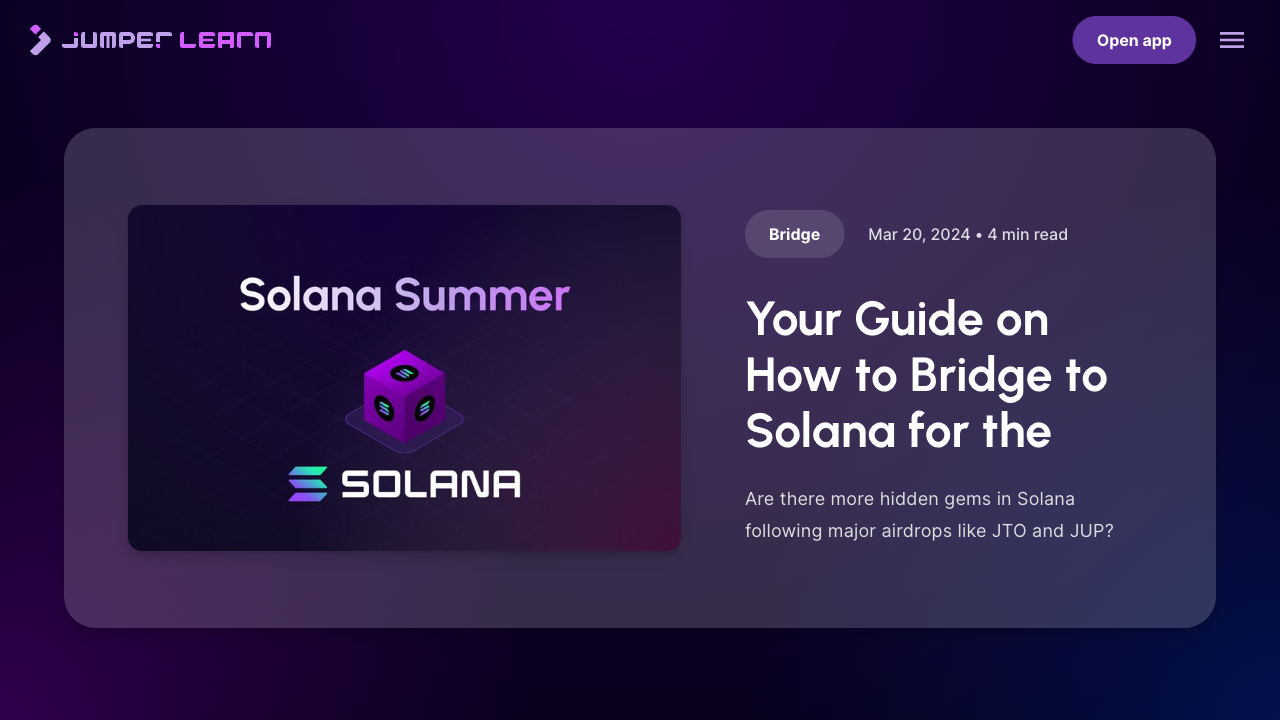 JUMPER LEARN
Open app
Solana Summer
SOLANA
Bridge
Mar 20, 2024 • 4 min read
Your Guide on
How to Bridge to
Solana for the
Are there more hidden gems in Solana
following major airdrops like JTO and JUP?